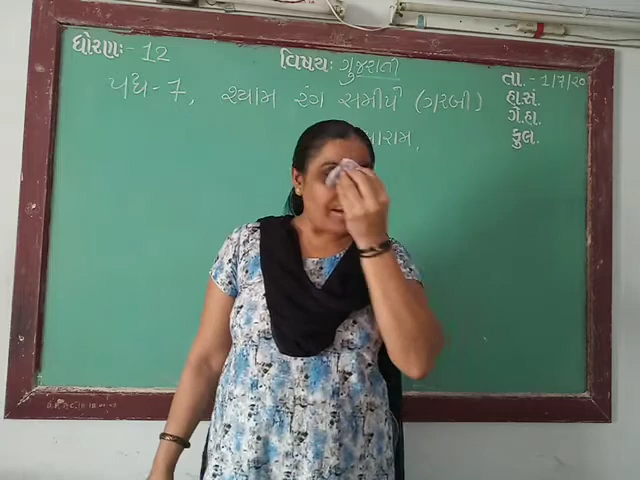 ધોરણ:- 12
વિષય: ગુજરાતી
તા. - 1/7/20
પદ્ય - 7, શ્યામ રંગ સમીપે (ગરબી)
હા.સં.
ગે.હા.
કુલ.